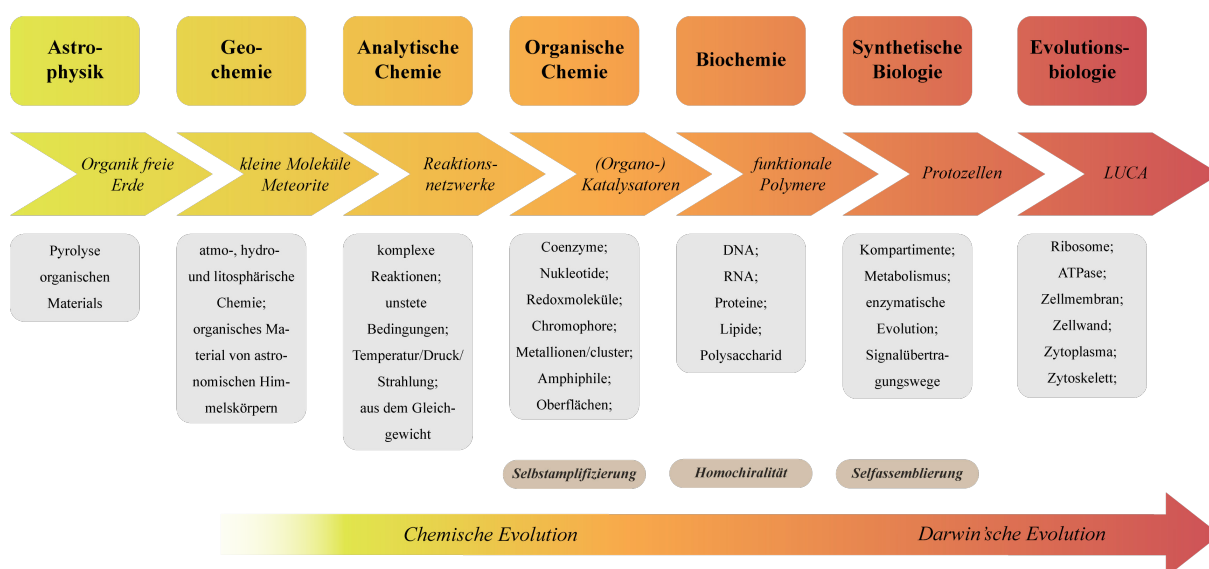 Astro-
physik
Geo-
chemie
Analytische
Chemie
Organische
Chemie
Biochemie
Synthetische
Biologie
Evolutions-
biologie
Organik freie
Erde
kleine Moleküle
Meteorite
Reaktions-
netzwerke
(Organo-)
Katalysatoren
funktionale
Polymere
Protozellen
LUCA
Pyrolyse
organischen
Materials
atmo-, hydro-
und litosphärische
Chemie;
organisches Ma-
terial von astro-
nomischen Him-
melskörpern
komplexe
Reaktionen;
unstete
Bedingungen;
Temperatur/Druck/
Strahlung;
aus dem Gleich-
gewicht
Coenzyme;
Nukleotide;
Redoxmoleküle;
Chromophore;
Metallionen/cluster;
Amphiphile;
Oberflächen;
DNA;
RNA;
Proteine;
Lipide;
Polysaccharid
Kompartimente;
Metabolismus;
enzymatische
Evolution;
Signalübertra-
gungswege
Ribosome;
ATPase;
Zellmembran;
Zellwand;
Zytoplasma;
Zytoskelett;
Selbstamplifizierung
Homochiralität
Selfassemblierung
Chemische Evolution
Darwin'sche Evolution